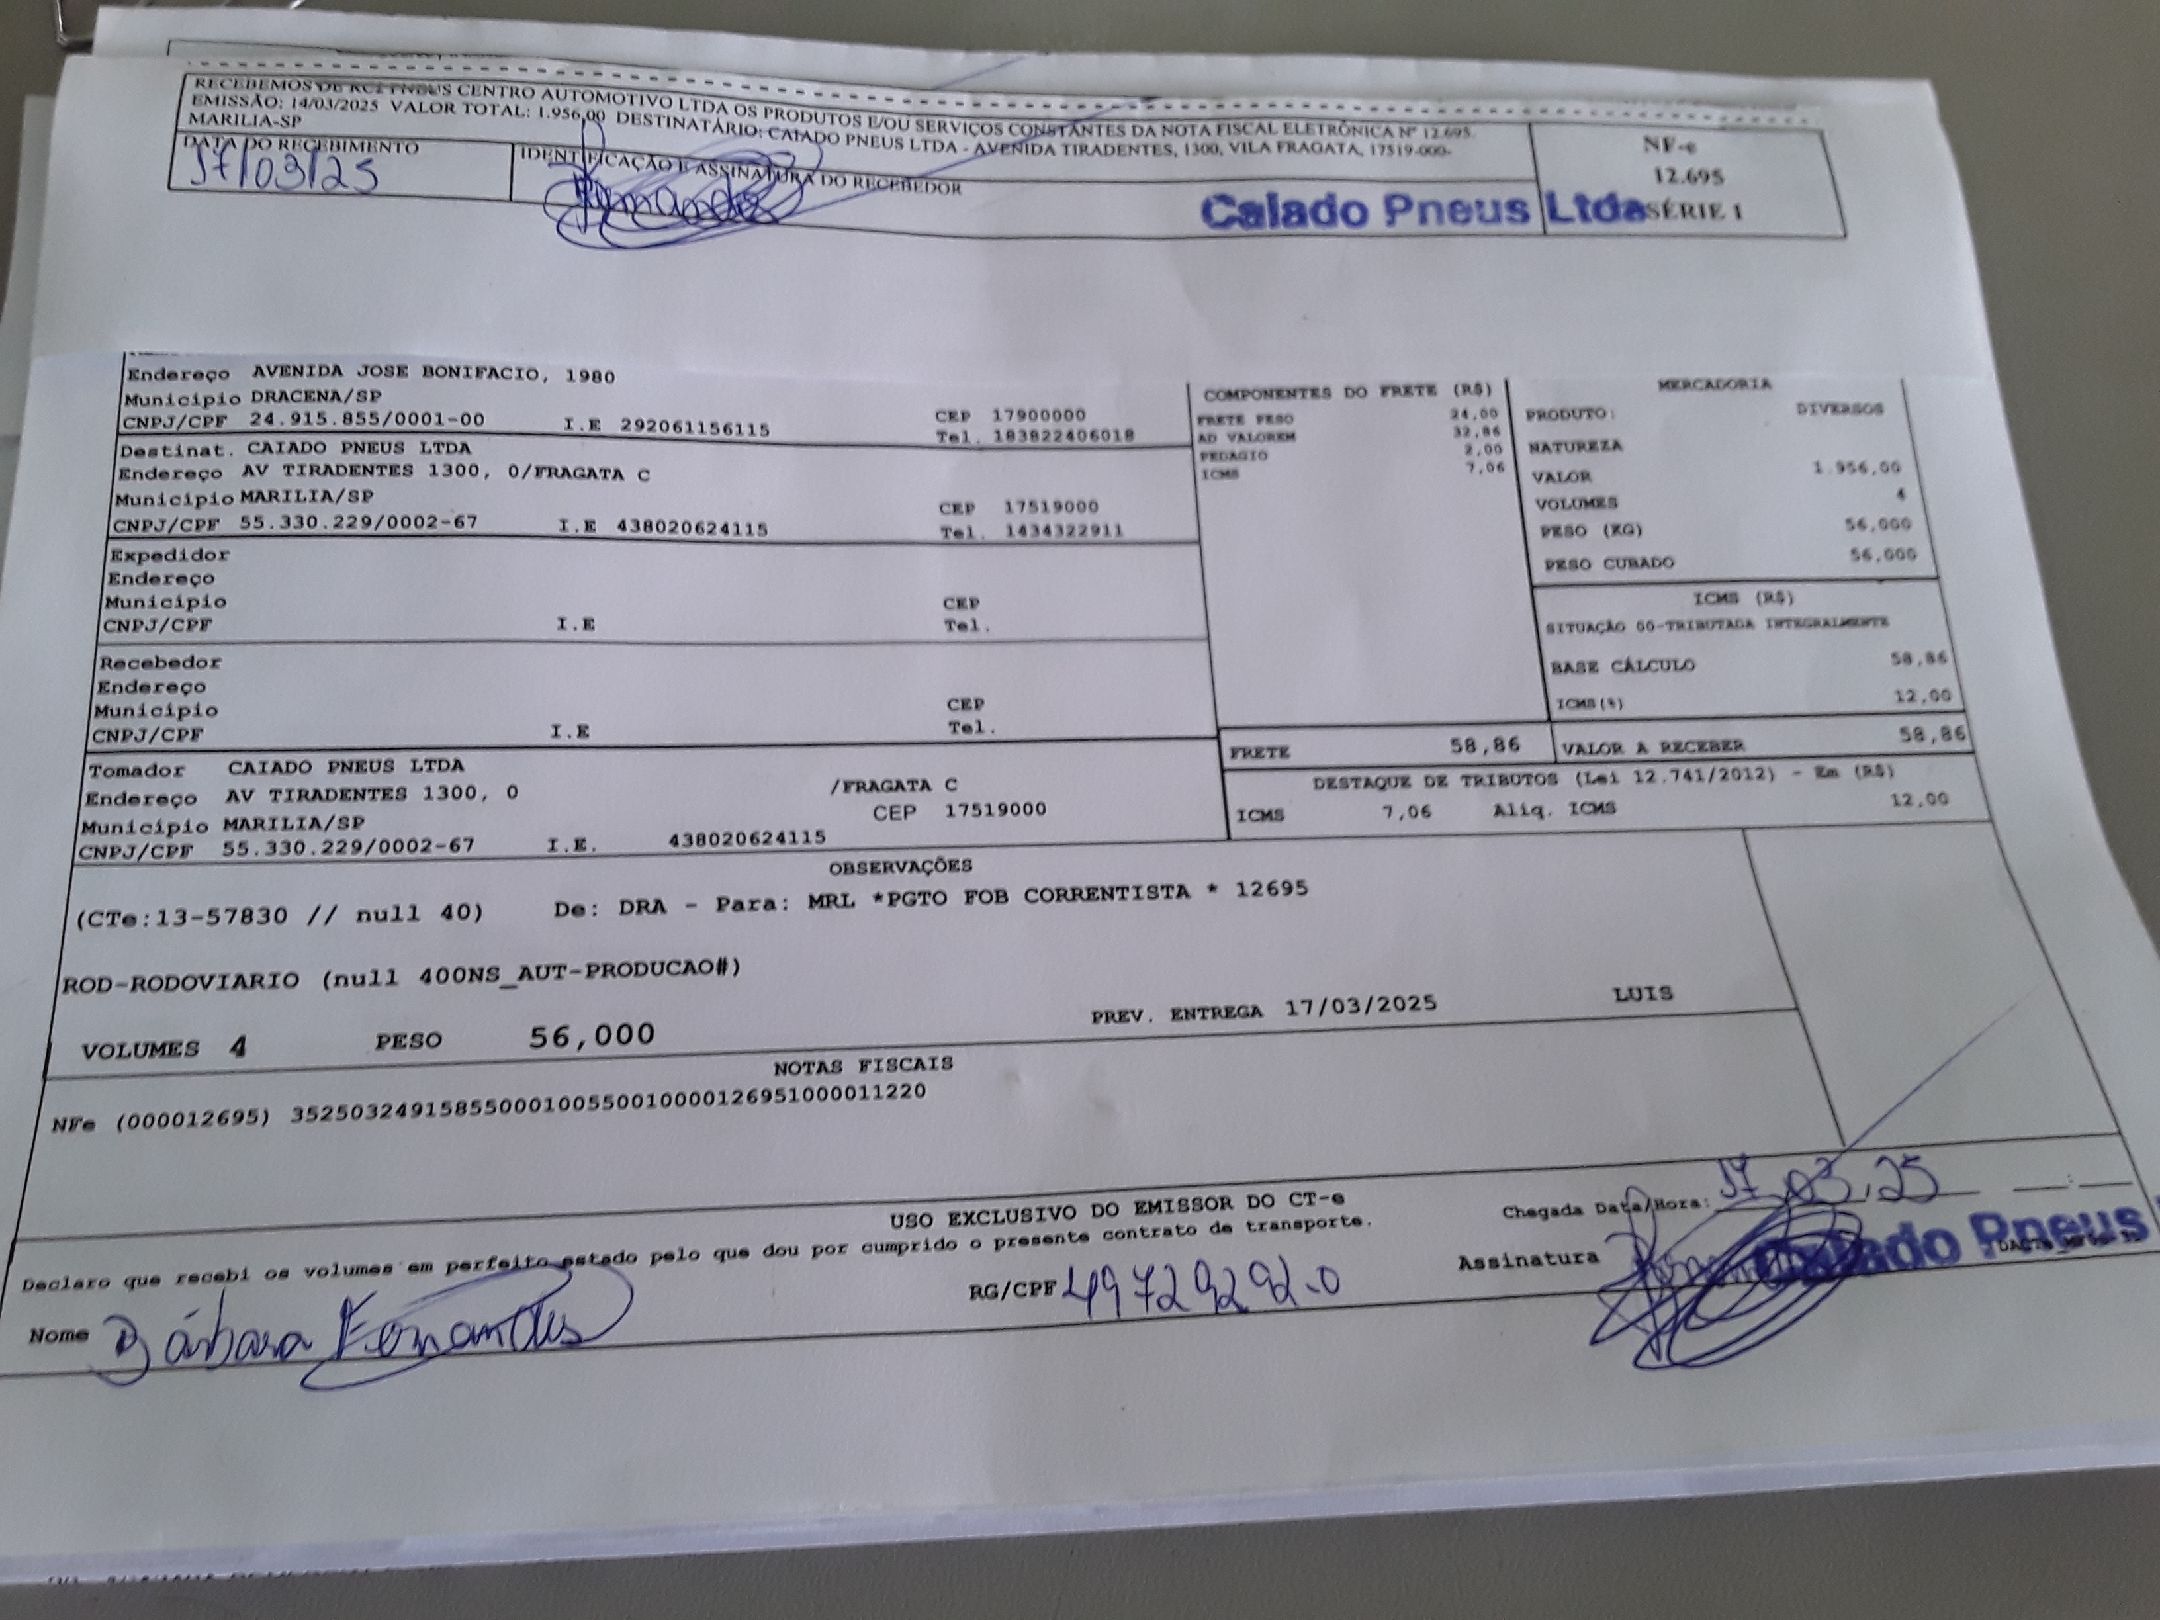 RECEBEMOS DE RCZ PNEUS CENTRO AUTOMOTIVO LTDA OS PRODUTOS E/OU SERVIÇOS CONSTANTES DA NOTA FISCAL ELETRÔNICA Nº 12.695.
EMISSÃO: 14/03/2025 VALOR TOTAL: 1.956,00 DESTINATÁRIO: CAIADO PNEUS LTDA - AVENIDA TIRADENTES, 1300, VILA FRAGATA, 17519-000-
MARILIA-SP
NF-e
12.695
SÉRIE 1
DATA DO RECEBIMENTO
17/03/25
IDENTIFICAÇÃO E ASSINATURA DO RECEBEDOR
Fernandes
Caiado Pneus Ltda
Endereço AVENIDA JOSE BONIFACIO, 1980
Município DRACENA/SP CEP 17900000
CNPJ/CPF 24.915.855/0001-00 I.E 292061156115 Tel. 183822406018
Destinat. CAIADO PNEUS LTDA
Endereço AV TIRADENTES 1300, 0/FRAGATA C
Município MARILIA/SP CEP 17519000
CNPJ/CPF 55.330.229/0002-67 I.E 438020624115 Tel. 1434322911
Expedidor
Endereço
Município CEP
CNPJ/CPF I.E Tel.
Recebedor
Endereço
Município CEP
CNPJ/CPF I.E Tel.
Tomador CAIADO PNEUS LTDA
Endereço AV TIRADENTES 1300, 0 /FRAGATA C
Município MARILIA/SP CEP 17519000
CNPJ/CPF 55.330.229/0002-67 I.E. 438020624115
COMPONENTES DO FRETE (R$)
FRETE PESO 24,00
AD VALOREM 32,86
PEDAGIO 2,00
ICMS 7,06
FRETE 58,86
MERCADORIA
PRODUTO: DIVERSOS
NATUREZA
VALOR 1.956,00
VOLUMES 4
PESO (KG) 56,000
PESO CUBADO 56,000
ICMS (R$)
SITUAÇÃO 00-TRIBUTADA INTEGRALMENTE
BASE CÁLCULO 58,86
ICMS(%) 12,00
VALOR A RECEBER 58,86
DESTAQUE DE TRIBUTOS (Lei 12.741/2012) - Em (R$)
ICMS 7,06 Aliq. ICMS 12,00
OBSERVAÇÕES
(CTe:13-57830 // null 40) De: DRA - Para: MRL *PGTO FOB CORRENTISTA * 12695
ROD-RODOVIARIO (null 400NS_AUT-PRODUCAO#)
VOLUMES 4 PESO 56,000 PREV. ENTREGA 17/03/2025 LUIS
NOTAS FISCAIS
NFe (000012695) 35250324915855000100550010000126951000011220
USO EXCLUSIVO DO EMISSOR DO CT-e
Declaro que recebi os volumes em perfeito estado pelo que dou por cumprido o presente contrato de transporte.
Chegada Data/Hora: 17.03.25 ___:___
Nome Bárbara Fernandes
RG/CPF 49729292-0
Assinatura
Caiado Pneus